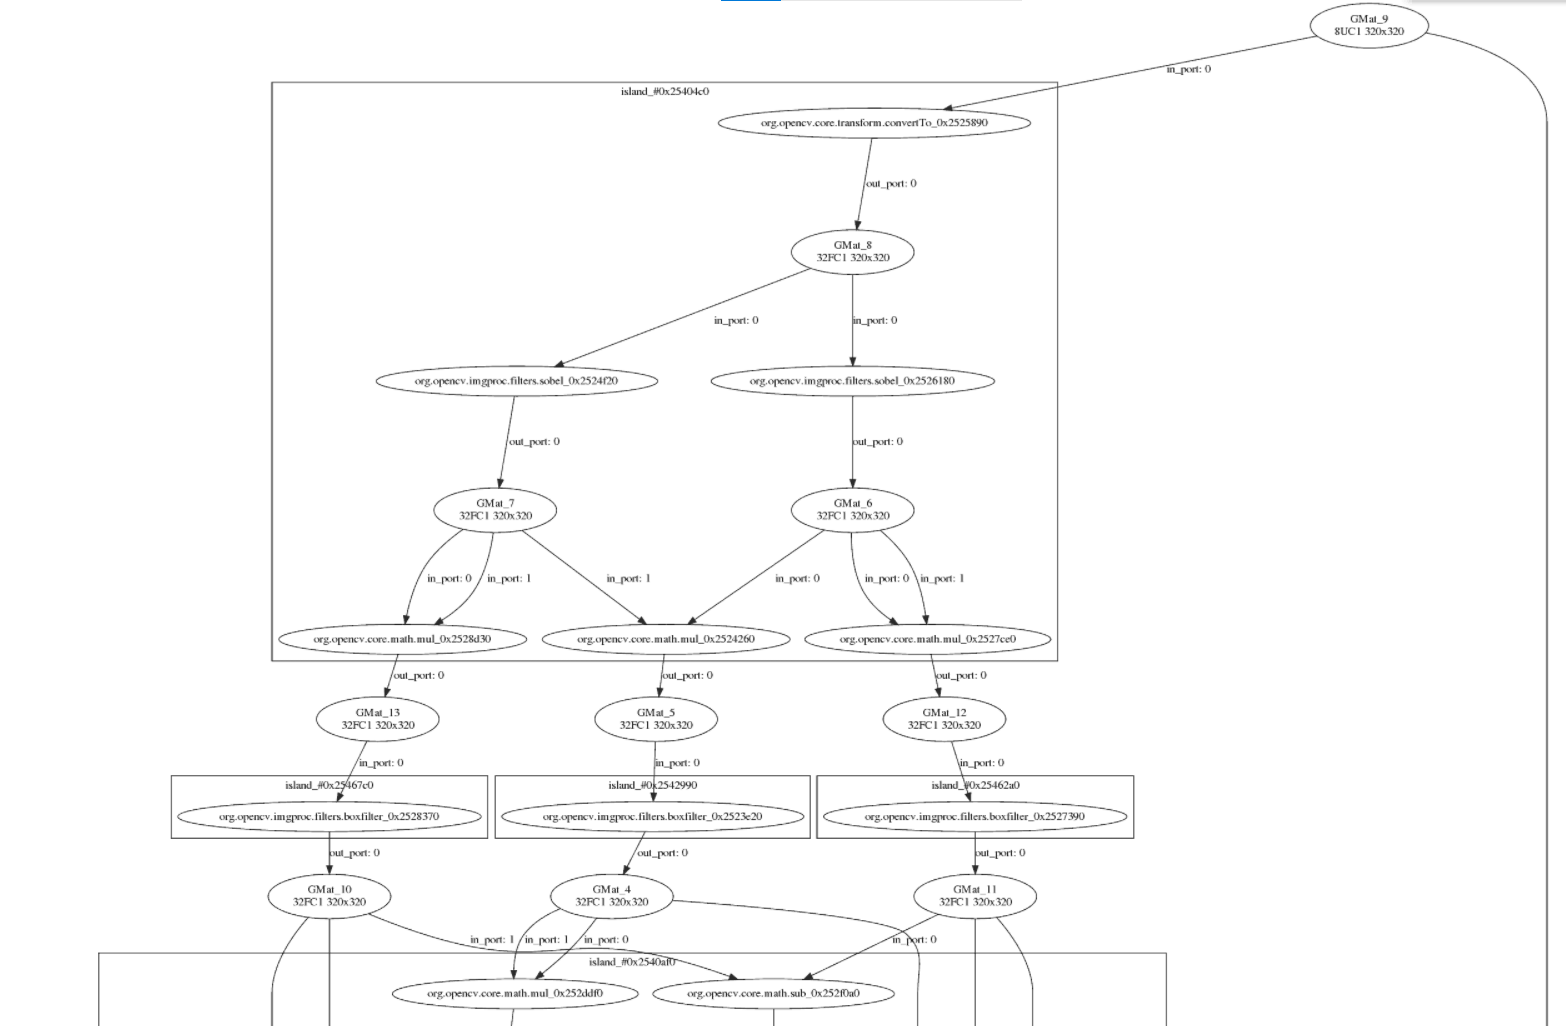 GMat_9
8UC1 320x320
in_port: 0
island_#0x25404c0
org.opencv.core.transform.convertTo_0x2525890
out_port: 0
GMat_8
32FC1 320x320
in_port: 0
in_port: 0
org.opencv.imgproc.filters.sobel_0x2524f20
org.opencv.imgproc.filters.sobel_0x2526180
out_port: 0
out_port: 0
GMat_7
32FC1 320x320
GMat_6
32FC1 320x320
in_port: 0
in_port: 1
in_port: 1
in_port: 0
in_port: 0
in_port: 1
org.opencv.core.math.mul_0x2528d30
org.opencv.core.math.mul_0x2524260
org.opencv.core.math.mul_0x2527ce0
out_port: 0
out_port: 0
out_port: 0
GMat_13
32FC1 320x320
GMat_5
32FC1 320x320
GMat_12
32FC1 320x320
in_port: 0
in_port: 0
in_port: 0
island_#0x25467c0
island_#0x2542990
island_#0x25462a0
org.opencv.imgproc.filters.boxfilter_0x2528370
org.opencv.imgproc.filters.boxfilter_0x2523e20
org.opencv.imgproc.filters.boxfilter_0x2527390
out_port: 0
out_port: 0
out_port: 0
GMat_10
32FC1 320x320
GMat_4
32FC1 320x320
GMat_11
32FC1 320x320
in_port: 1
in_port: 1
in_port: 0
in_port: 0
island_#0x2540af0
org.opencv.core.math.mul_0x252ddf0
org.opencv.core.math.sub_0x252f0a0